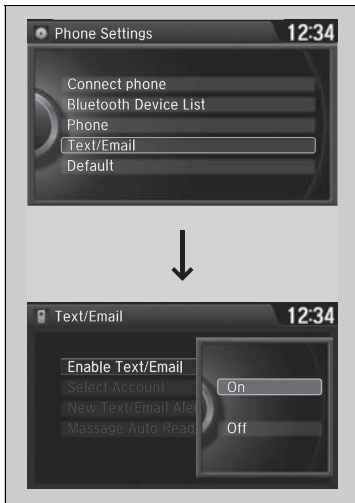 Phone Settings
12:34
Connect phone
Bluetooth Device List
Phone
Text/Email
Default
Text/Email
12:34
Enable Text/Email
Select Account
New Text/Email Ale
Massage Auto Read
On
Off